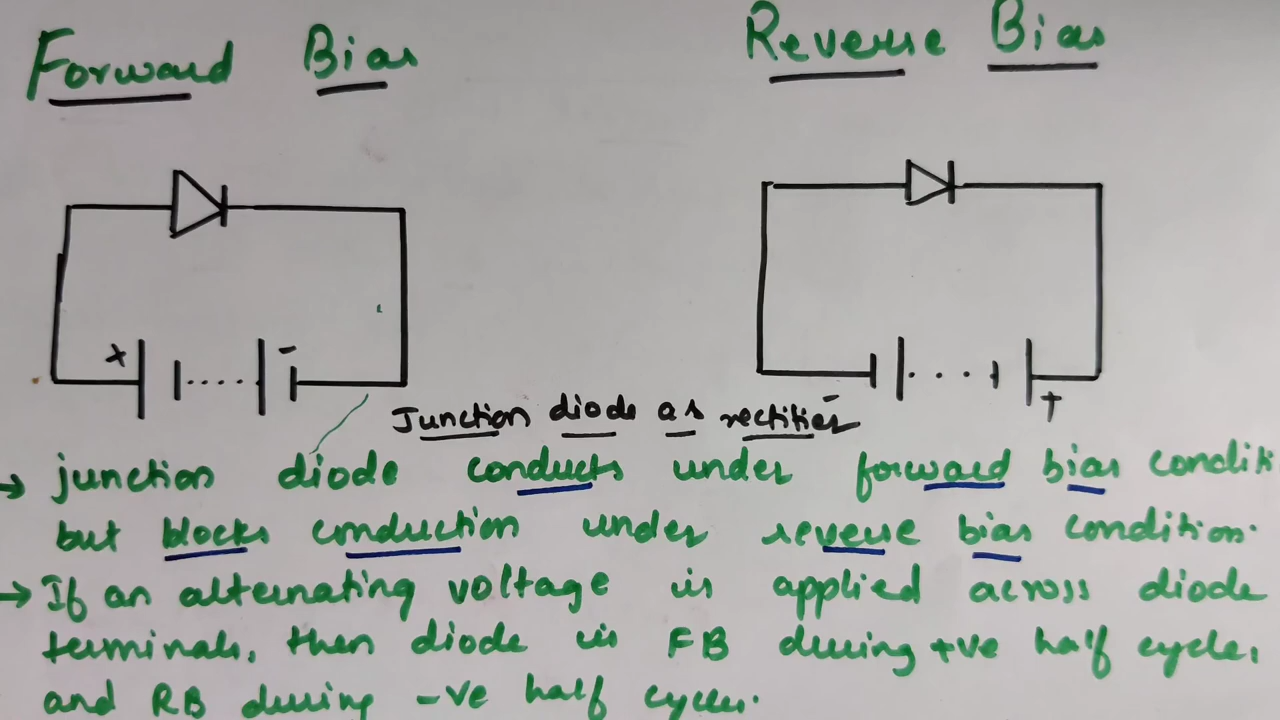 Forward Bias
Reverse Bias
+ -
+
Junction diode as rectifier
→ junction diode conducts under forward bias conditi
but blocks conduction under reverse bias condition.
→ If an alternating voltage is applied across diode
terminals, then diode is FB during +ve half cycle,
and RB during -ve half cycle.